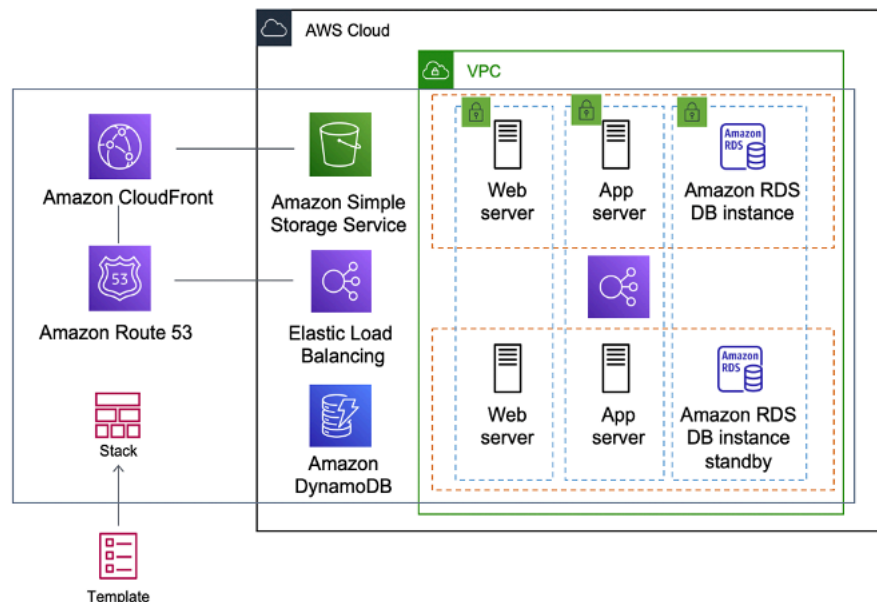 AWS Cloud
VPC
Amazon CloudFront
Amazon Simple
Storage Service
Web
server
App
server
Amazon
RDS
Amazon RDS
DB instance
53
Amazon Route 53
Elastic Load
Balancing
Stack
Amazon
DynamoDB
Web
server
App
server
Amazon
RDS
Amazon RDS
DB instance
standby
Template